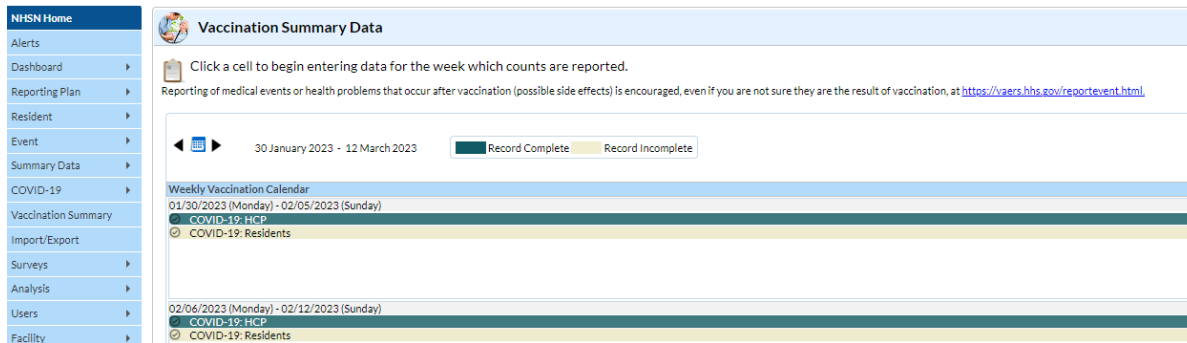 NHSN Home
Alerts
Dashboard
Reporting Plan
Resident
Event
Summary Data
COVID-19
Vaccination Summary
Import/Export
Surveys
Analysis
Users
Facility
Vaccination Summary Data
Click a cell to begin entering data for the week which counts are reported.
Reporting of medical events or health problems that occur after vaccination (possible side effects) is encouraged, even if you are not sure they are the result of vaccination, at https://vaers.hhs.gov/reportevent.html.
30 January 2023 - 12 March 2023 Record Complete Record Incomplete
Weekly Vaccination Calendar
01/30/2023 (Monday) - 02/05/2023 (Sunday)
COVID-19: HCP
COVID-19: Residents
02/06/2023 (Monday) - 02/12/2023 (Sunday)
COVID-19: HCP
COVID-19: Residents